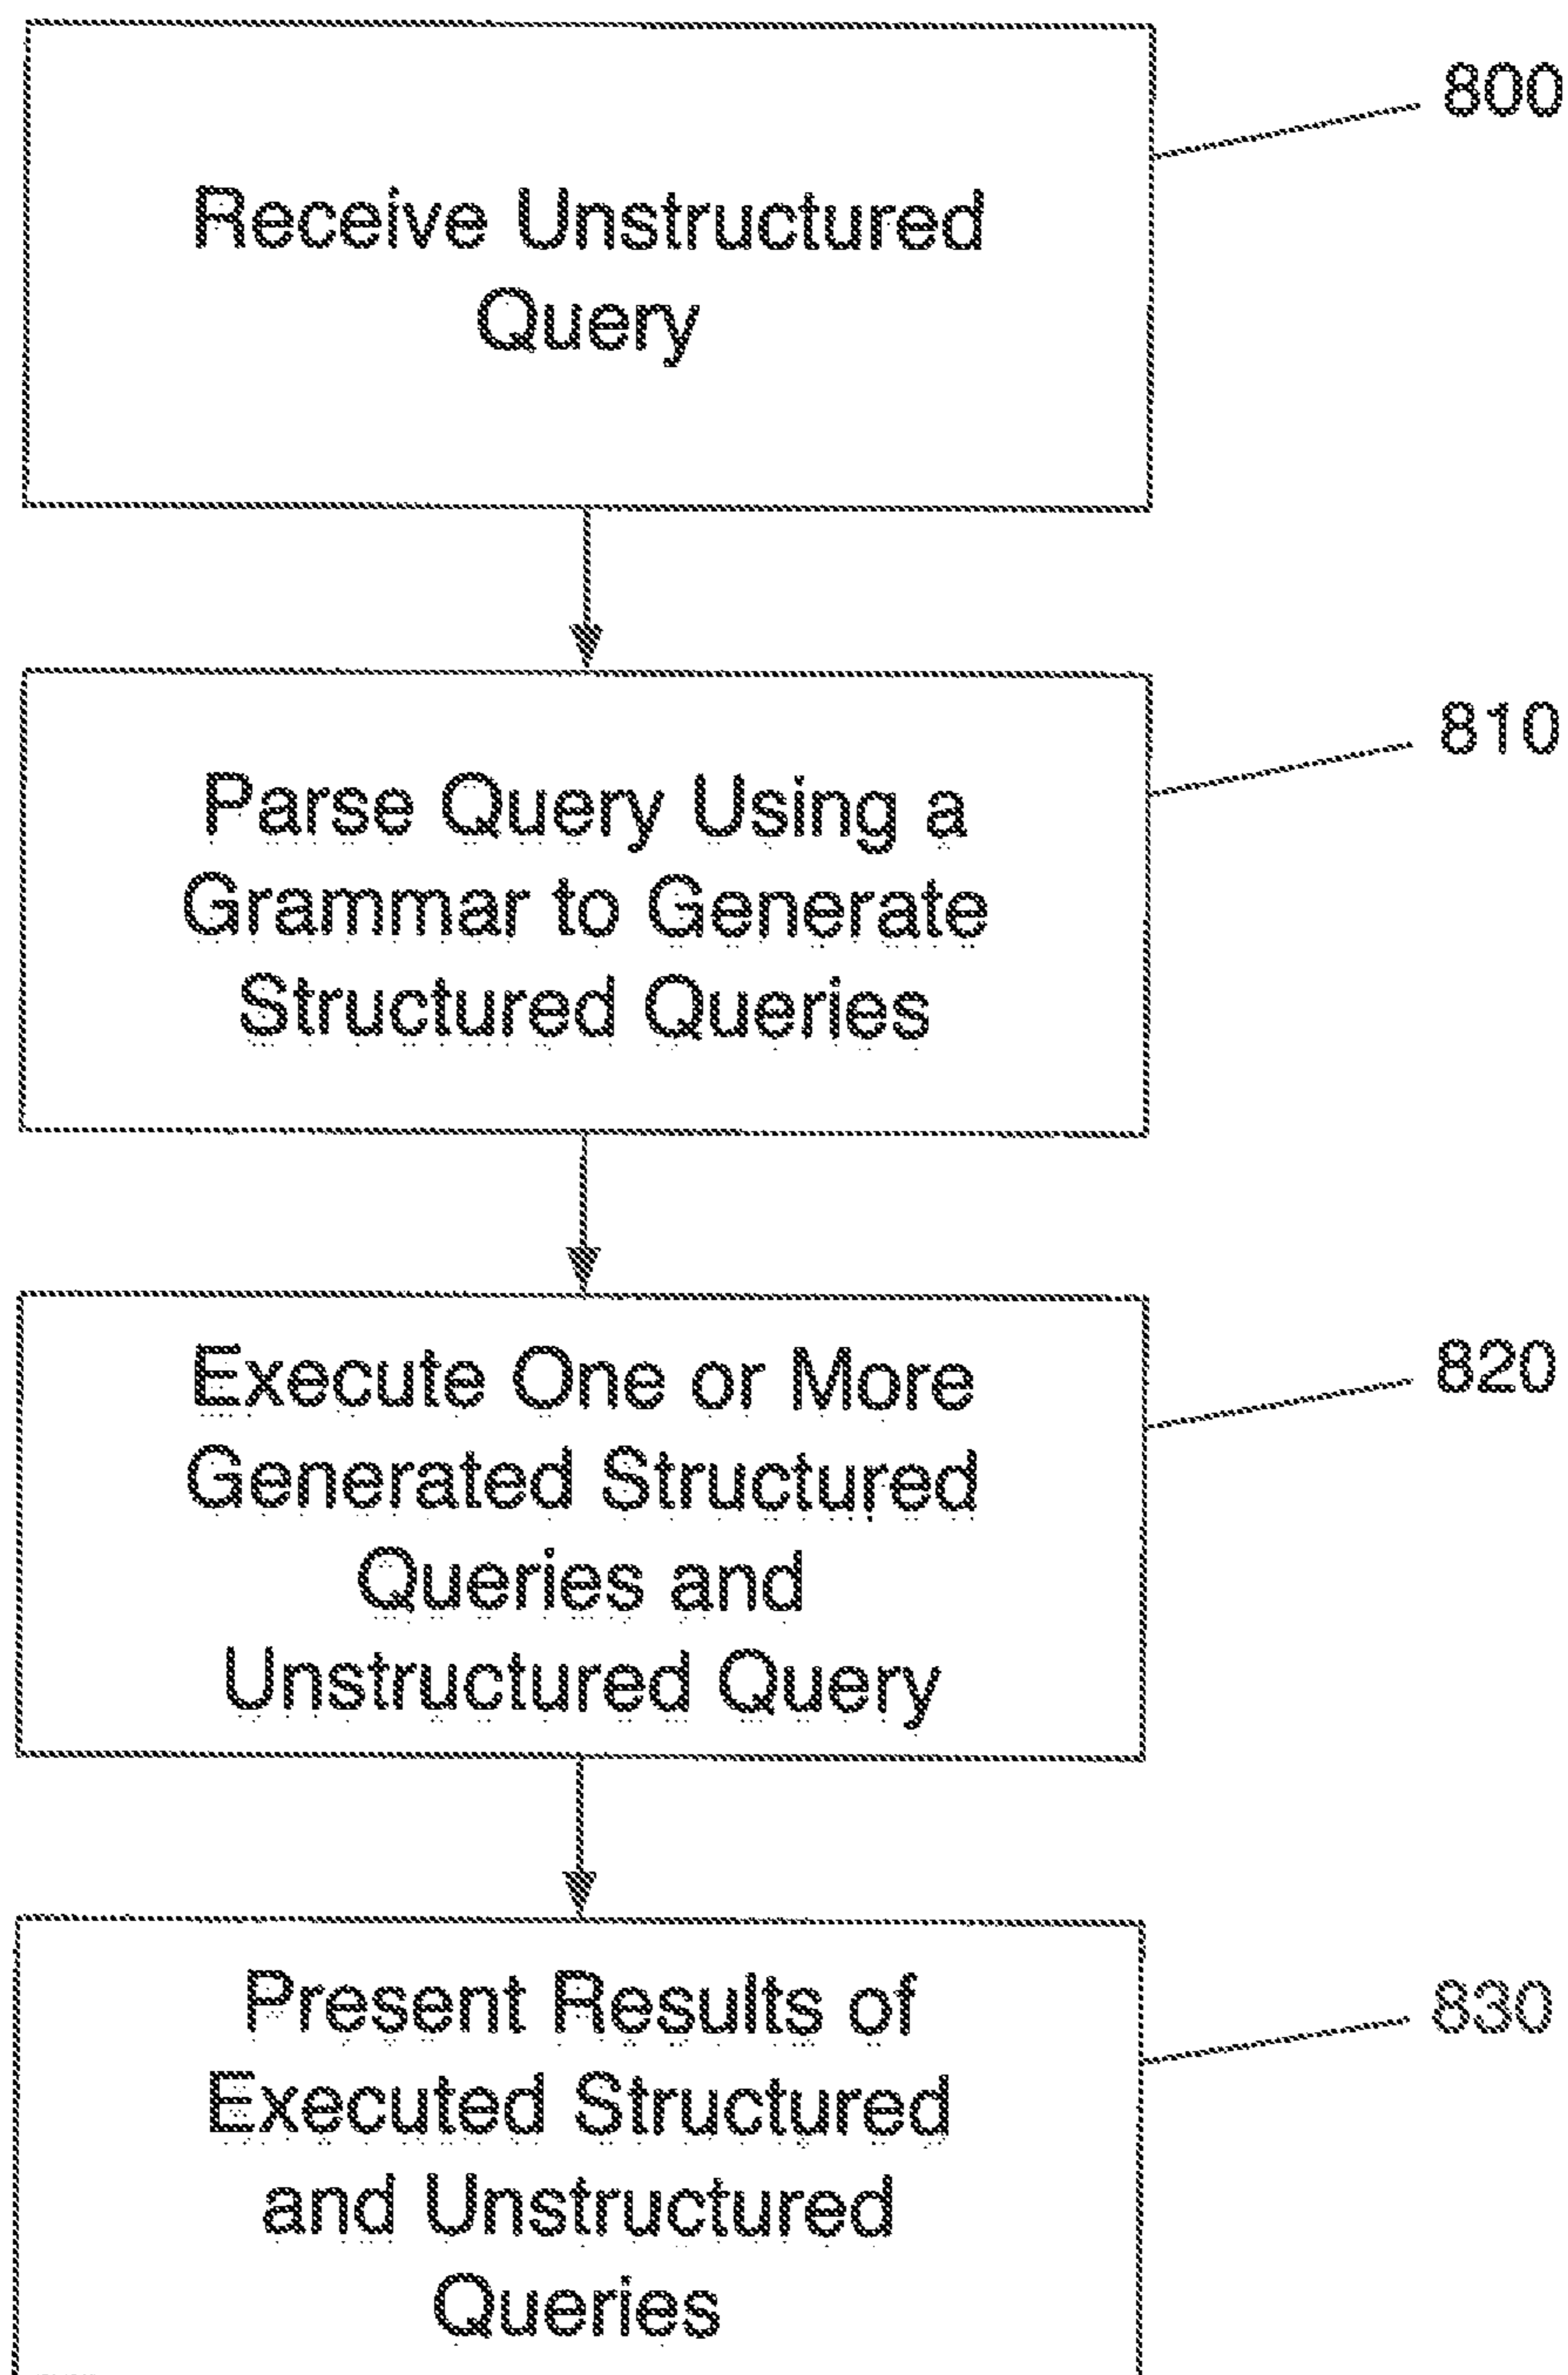 800
Receive Unstructured
Query
810
Parse Query Using a
Grammar to Generate
Structured Queries
820
Execute One or More
Generated Structured
Queries and
Unstructured Query
830
Present Results of
Executed Structured
and Unstructured
Queries